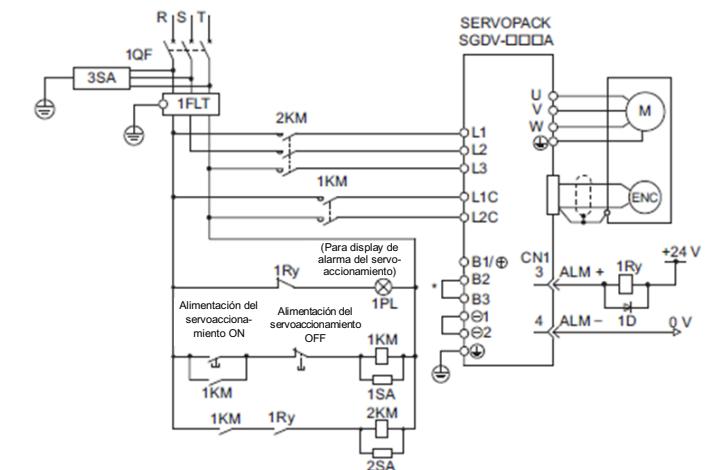 R S T
SERVOPACK
SGDV-□□□A
1QF
3SA
1FLT
2KM
U
V
W
M
L1
L2
L3
1KM
L1C
L2C
ENC
(Para display de
alarma del servo-
accionamiento)
1Ry
1PL
B1/⊕
B2
*
B3
⊖1
⊖2
CN1
3
ALM +
1Ry
+24 V
1D
4
ALM –
0 V
Alimentación del
servoacciona-
miento ON
Alimentación del
servoaccionamiento
OFF
1KM
1KM
1SA
1KM
1Ry
2KM
2SA